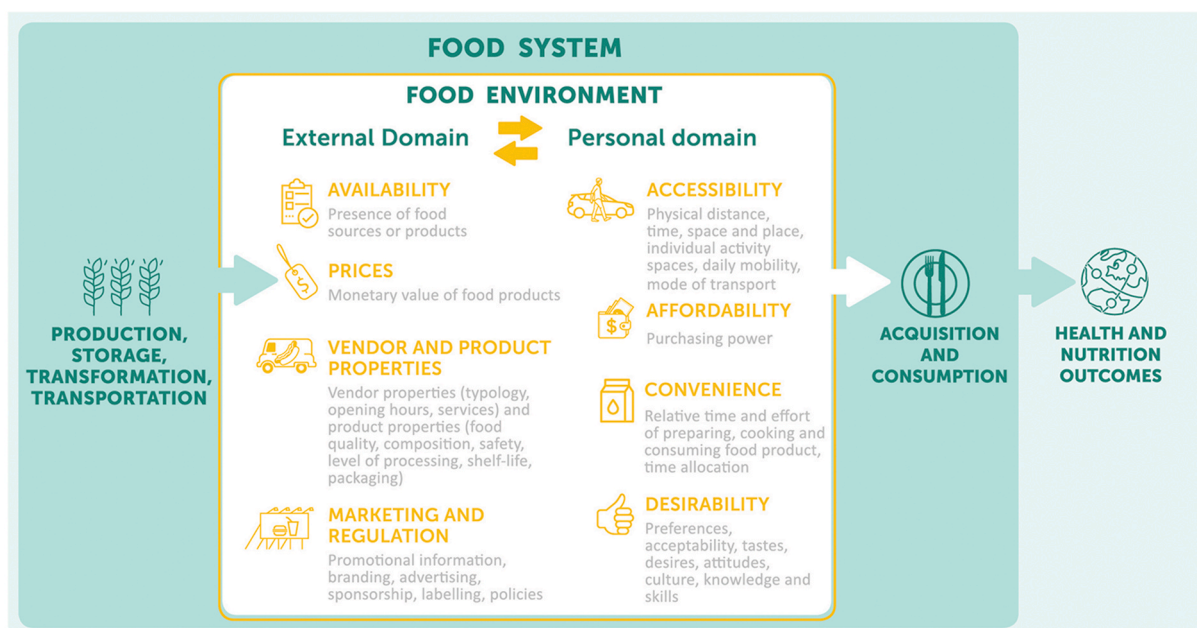 FOOD SYSTEM
FOOD ENVIRONMENT
External Domain
Personal domain
AVAILABILITY
Presence of food
sources or products
PRICES
Monetary value of food products
VENDOR AND PRODUCT
PROPERTIES
Vendor properties (typology,
opening hours, services) and
product properties (food
quality, composition, safety,
level of processing, shelf-life,
packaging)
MARKETING AND
REGULATION
Promotional information,
branding, advertising,
sponsorship, labelling, policies
ACCESSIBILITY
Physical distance,
time, space and place,
individual activity
spaces, daily mobility,
mode of transport
AFFORDABILITY
Purchasing power
CONVENIENCE
Relative time and effort
of preparing, cooking and
consuming food product,
time allocation
DESIRABILITY
Preferences,
acceptability, tastes,
desires, attitudes,
culture, knowledge and
skills
PRODUCTION,
STORAGE,
TRANSFORMATION,
TRANSPORTATION
ACQUISITION
AND
CONSUMPTION
HEALTH AND
NUTRITION
OUTCOMES